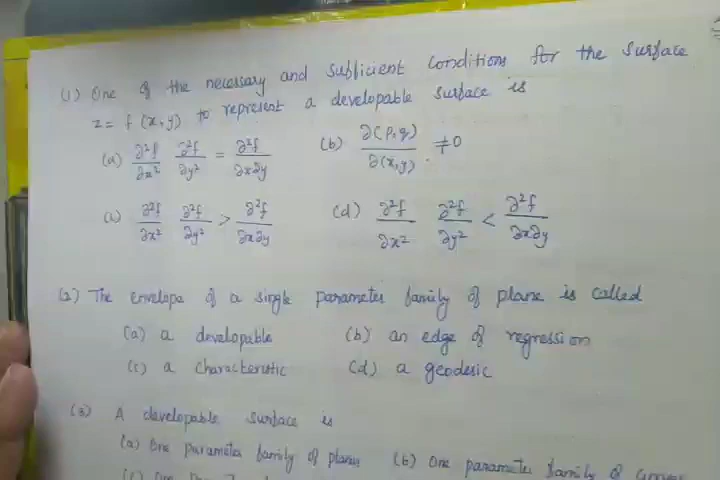 (1) One of the necessary and sufficient conditions for the surface
z = f(x,y) to represent a developable surface is
(a) ∂²f/∂x² ∂²f/∂y² = ∂²f/∂x∂y (b) ∂(p,q)/∂(x,y) ≠ 0
(c) ∂²f/∂x² ∂²f/∂y² > ∂²f/∂x∂y (d) ∂²f/∂x² ∂²f/∂y² < ∂²f/∂x∂y
(2) The envelope of a single parameter family of plane is called
(a) a developable (b) an edge of regression
(c) a characteristic (d) a geodesic
(3) A developable surface is
(a) One parameter family of planes (b) One parameter family of